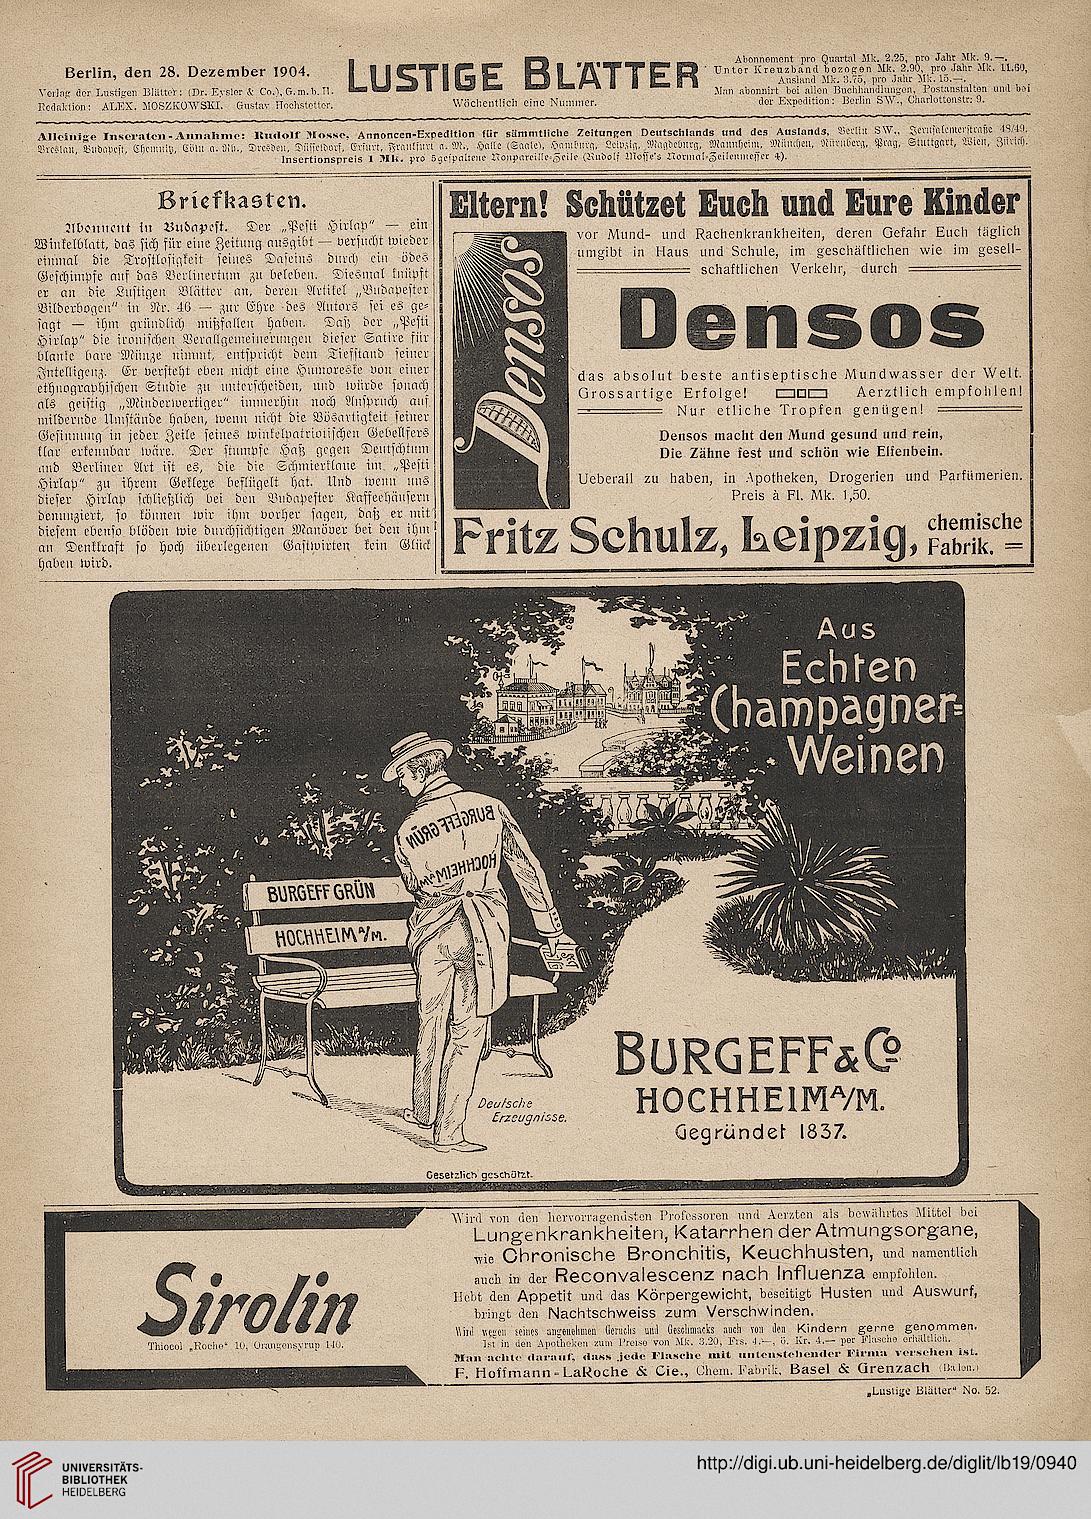 Berlin, den 28. Dezember 1904.
Verlag der Lustigen Blätter: (Dr. Eysler & Co.), G. m. b. H.
Redaktion: ALEX. MOSZKOWSKI. Gustav Hochstetter.
LUSTIGE BLÄTTER
Wöchentlich eine Nummer.
Abonnement pro Quartal Mk. 2.25, pro Jahr Mk. 9.—.
Unter Kreuzband bezogen Mk. 2.90, pro Jahr Mk. 11.60,
Ausland Mk. 3.75, pro Jahr Mk. 15.—.
Man abonnirt bei allen Buchhandlungen, Postanstalten und bei
der Expedition: Berlin SW., Charlottenstr. 9.
Alleinige Inseraten-Annahme: Rudolf Mosse, Annoncen-Expedition für sämmtliche Zeitungen Deutschlands und des Auslands, Berlin SW., Jerusalemerstraße 48/49,
Breslau, Budapest, Chemnitz, Cöln a. Rh., Dresden, Düsseldorf, Erfurt, Frankfurt a. M., Halle (Saale), Hamburg, Leipzig, Magdeburg, Mannheim, München, Nürnberg, Prag, Stuttgart, Wien, Zürich.
Insertionspreis 1 Mk. pro 5gespaltene Nonpareille-Zeile (Rudolf Mosse's Normal-Zeilenmesser 4).
Briefkasten.
Abonnent in Budapest. Der „Pesti Hirlap“ — ein
Winkelblatt, das sich für eine Zeitung ausgibt — versucht wieder
einmal die Trostlosigkeit seines Daseins durch ein ödes
Geschimpfe auf das Berlinertum zu beleben. Diesmal knüpft
er an die Lustigen Blätter an, deren Artikel „Budapester
Bilderbogen“ in Nr. 46 — zur Ehre des Autors sei es ge-
sagt — ihm gründlich mißfallen haben. Daß der „Pesti
Hirlap“ die ironischen Verallgemeinerungen dieser Satire für
blanke bare Münze nimmt, entspricht dem Tiefstand seiner
Intelligenz. Er versteht eben nicht eine Humoreske von einer
ethnographischen Studie zu unterscheiden, und würde sonach
als geistig „Minderwertiger“ immerhin noch Anspruch auf
mildernde Umstände haben, wenn nicht die Bösartigkeit seiner
Gesinnung in jeder Zeile seines winkelpatriotischen Gebellfers
klar erkennbar wäre. Der stumpfe Haß gegen Deutschtum
und Berliner Art ist es, die die Schmierklaue im „Pesti
Hirlap“ zu ihrem Geklexe beflügelt hat. Und wenn uns
dieser Hirlap schließlich bei den Budapester Kaffeehäusern
denunziert, so können wir ihm vorher sagen, daß er mit
diesem ebenso blöden wie durchsichtigen Manöver bei den ihm
an Denkkraft so hoch überlegenen Gastwirten kein Glück
haben wird.
Eltern! Schützet Euch und Eure Kinder
vor Mund- und Rachenkrankheiten, deren Gefahr Euch täglich
umgibt in Haus und Schule, im geschäftlichen wie im gesell-
schaftlichen Verkehr, durch
Densos
Densos
das absolut beste antiseptische Mundwasser der Welt.
Grossartige Erfolge! Aerztlich empfohlen!
Nur etliche Tropfen genügen!
Densos macht den Mund gesund und rein,
Die Zähne fest und schön wie Elfenbein.
Ueberall zu haben, in Apotheken, Drogerien und Parfümerien.
Preis à Fl. Mk. 1,50.
Fritz Schulz, Leipzig, chemische
Fabrik.
Aus
Echten
Champagner-
Weinen
BURGEFF GRÜN
HOCHHEIM A/M.
BURGEFF GRÜN
HOCHHEIM A/M.
BURGEFF & Co
HOCHHEIM A/M.
Gegründet 1837.
Deutsche
Erzeugnisse.
Gesetzlich geschützt.
Sirolin
Thiocol „Roche“ 10, Orangensyrup 140.
Wird von den hervorragendsten Professoren und Aerzten als bewährtes Mittel bei
Lungenkrankheiten, Katarrhen der Atmungsorgane,
wie Chronische Bronchitis, Keuchhusten, und namentlich
auch in der Reconvalescenz nach Influenza empfohlen.
Hebt den Appetit und das Körpergewicht, beseitigt Husten und Auswurf,
bringt den Nachtschweiss zum Verschwinden.
Wird wegen seines angenehmen Geruchs und Geschmacks auch von den Kindern gerne genommen.
Ist in den Apotheken zum Preise von Mk. 3.20, Frs. 4.—, ö. Kr. 4.— per Flasche erhältlich.
Man achte darauf, dass jede Flasche mit untenstehender Firma versehen ist.
F. Hoffmann-LaRoche & Cie., Chem. Fabrik, Basel & Grenzach (Baden.)
„Lustige Blätter“ No. 52.
UNIVERSITÄTS-
BIBLIOTHEK
HEIDELBERG
http://digi.ub.uni-heidelberg.de/diglit/lb19/0940